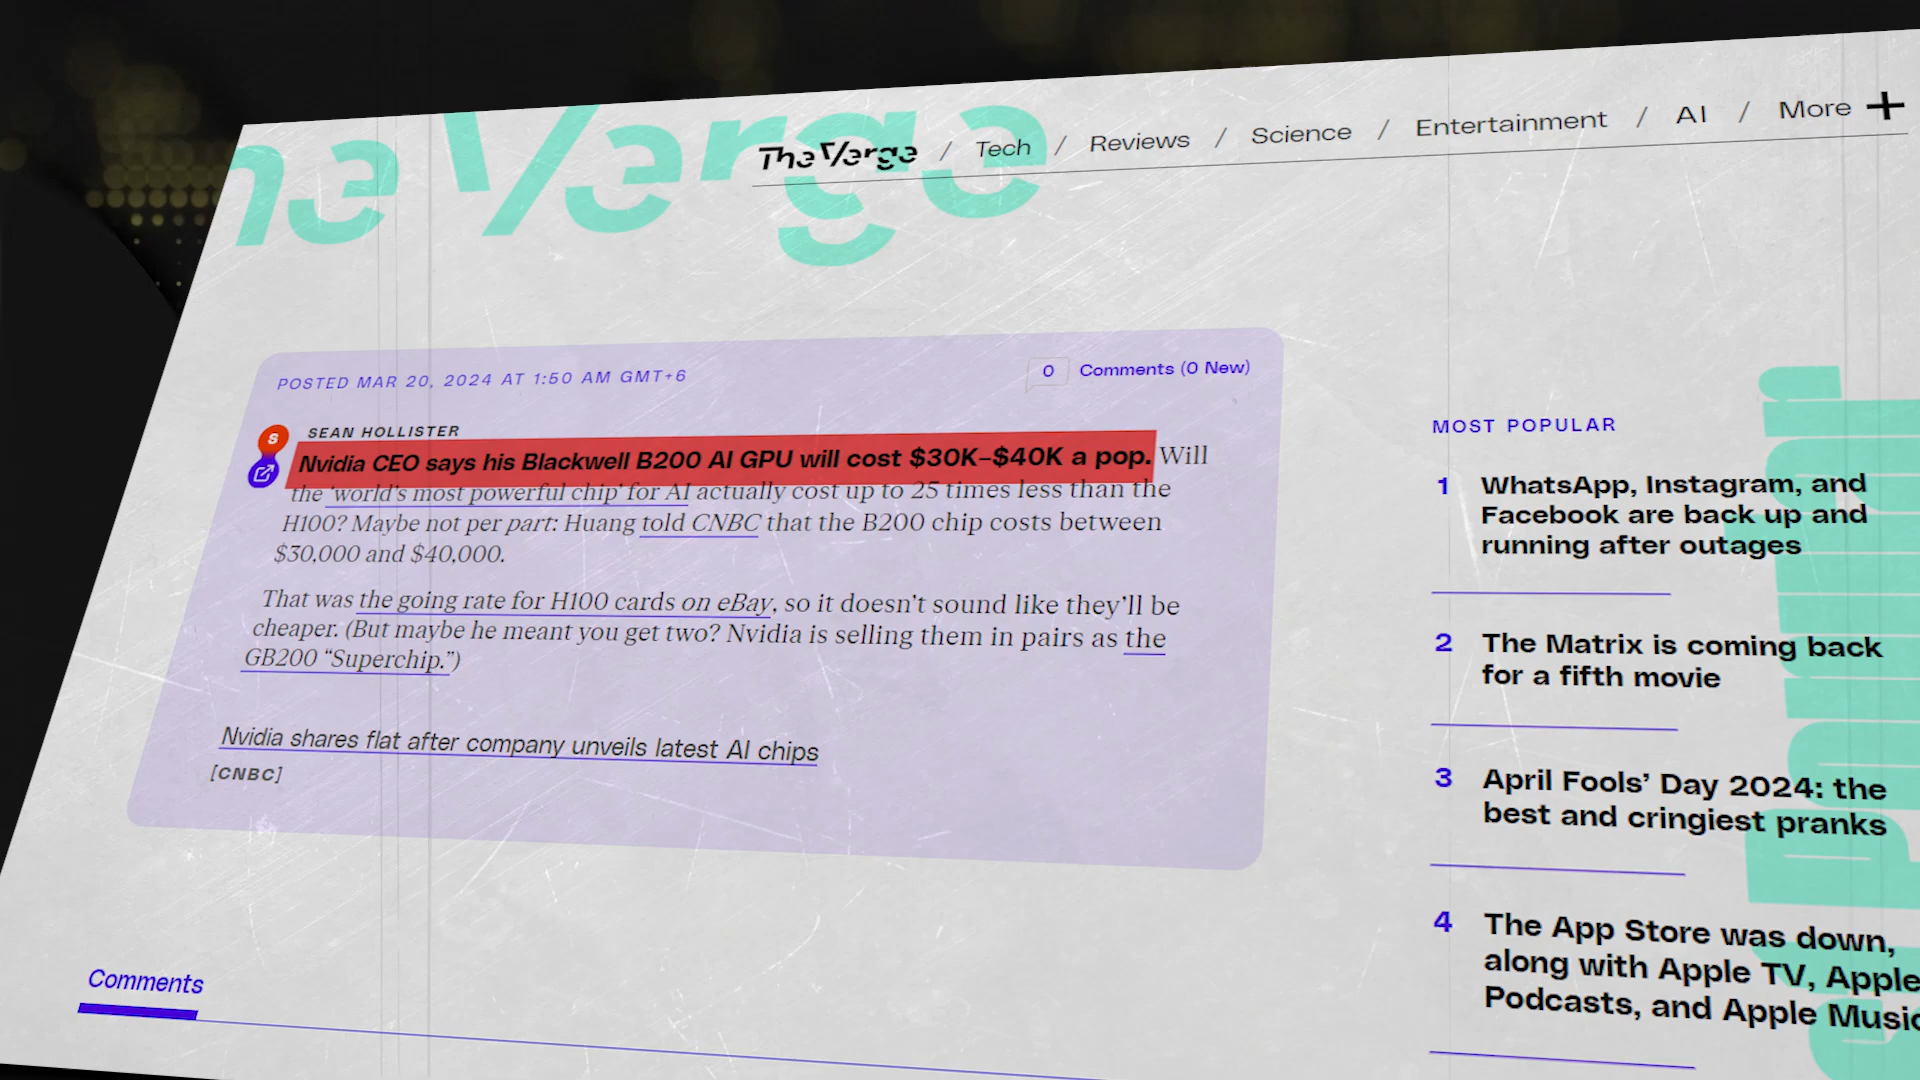 The Verge / Tech / Reviews / Science / Entertainment / AI / More +
he Verge
POSTED MAR 20, 2024 AT 1:50 AM GMT+6
0 Comments (0 New)
S
SEAN HOLLISTER
Nvidia CEO says his Blackwell B200 AI GPU will cost $30K–$40K a pop. Will
the ‘world’s most powerful chip’ for AI actually cost up to 25 times less than the
H100? Maybe not per part: Huang told CNBC that the B200 chip costs between
$30,000 and $40,000.
That was the going rate for H100 cards on eBay, so it doesn’t sound like they’ll be
cheaper. (But maybe he meant you get two? Nvidia is selling them in pairs as the
GB200 “Superchip.”)
Nvidia shares flat after company unveils latest AI chips
[CNBC]
Comments
MOST POPULAR
1 WhatsApp, Instagram, and
Facebook are back up and
running after outages
2 The Matrix is coming back
for a fifth movie
3 April Fools’ Day 2024: the
best and cringiest pranks
4 The App Store was down,
along with Apple TV, Apple
Podcasts, and Apple Music